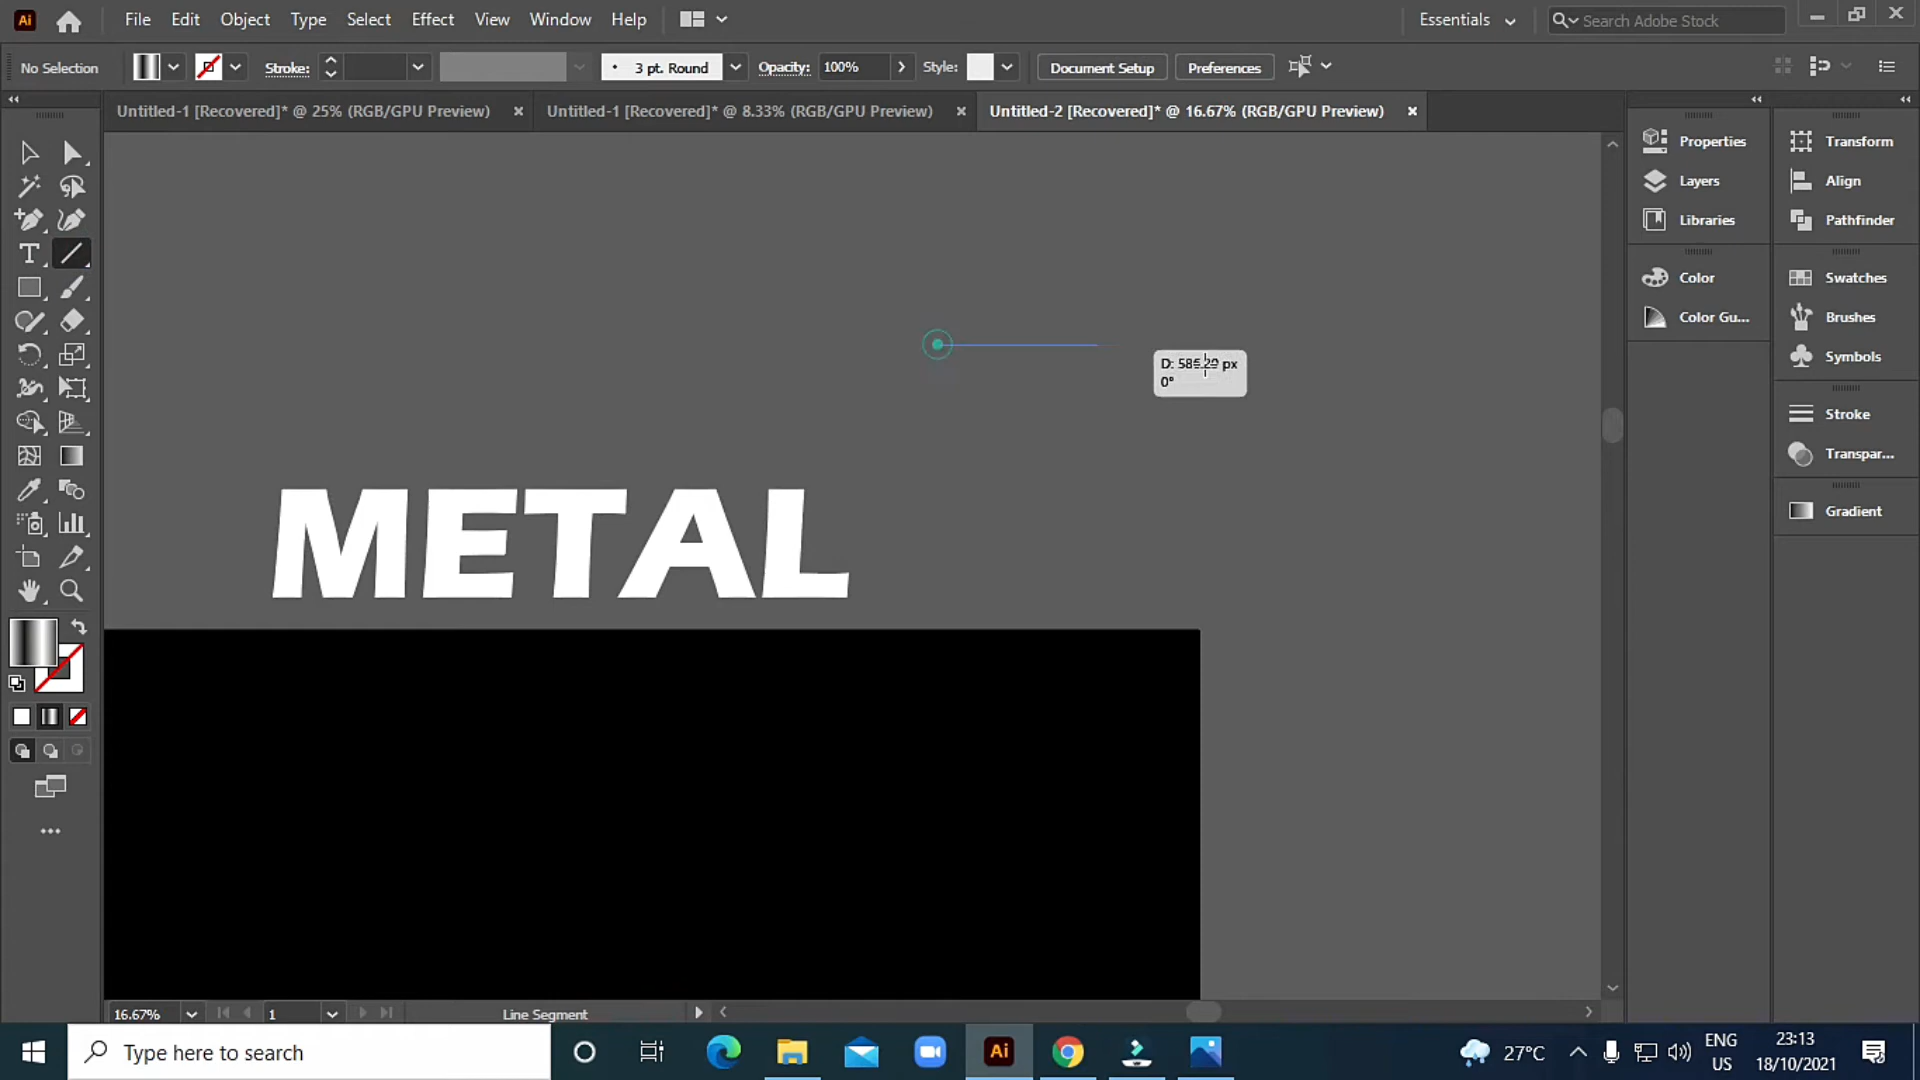 Ai File Edit Object Type Select Effect View Window Help Essentials Search Adobe Stock
No Selection Stroke: 3 pt. Round Opacity: 100% Style: Document Setup Preferences
Untitled-1 [Recovered]* @ 25% (RGB/GPU Preview) Untitled-1 [Recovered]* @ 8.33% (RGB/GPU Preview) Untitled-2 [Recovered]* @ 16.67% (RGB/GPU Preview)
Properties
Layers
Libraries
Color
Color Gu...
Transform
Align
Pathfinder
Swatches
Brushes
Symbols
Stroke
Transpar...
Gradient
D: px
0°
METAL
16.67% 1 Line Segment
Type here to search Ai 27°C ENG US 23:13 18/10/2021